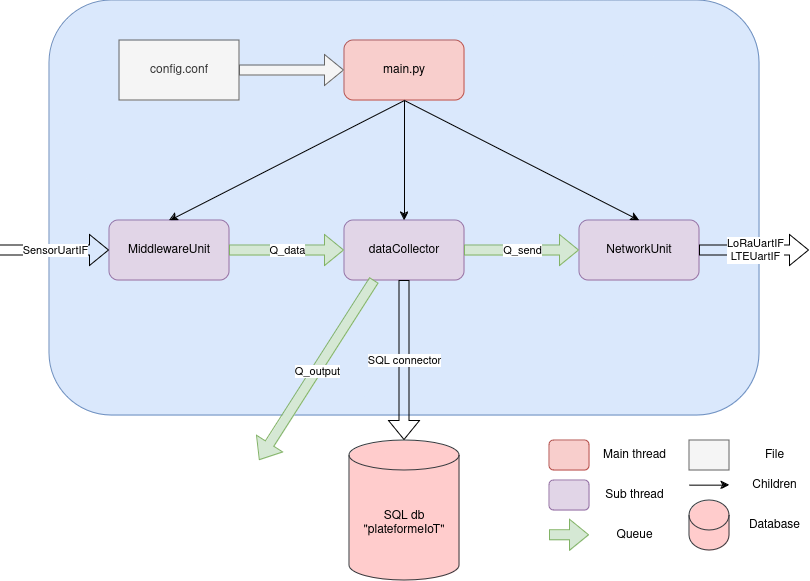 config.conf
main.py
SensorUartIF
MiddlewareUnit
Q_data
dataCollector
Q_send
NetworkUnit
LoRaUartIF
LTEUartIF
Q_output
SQL connector
SQL db
"plateformeIoT"
Main thread
File
Sub thread
Children
Queue
Database